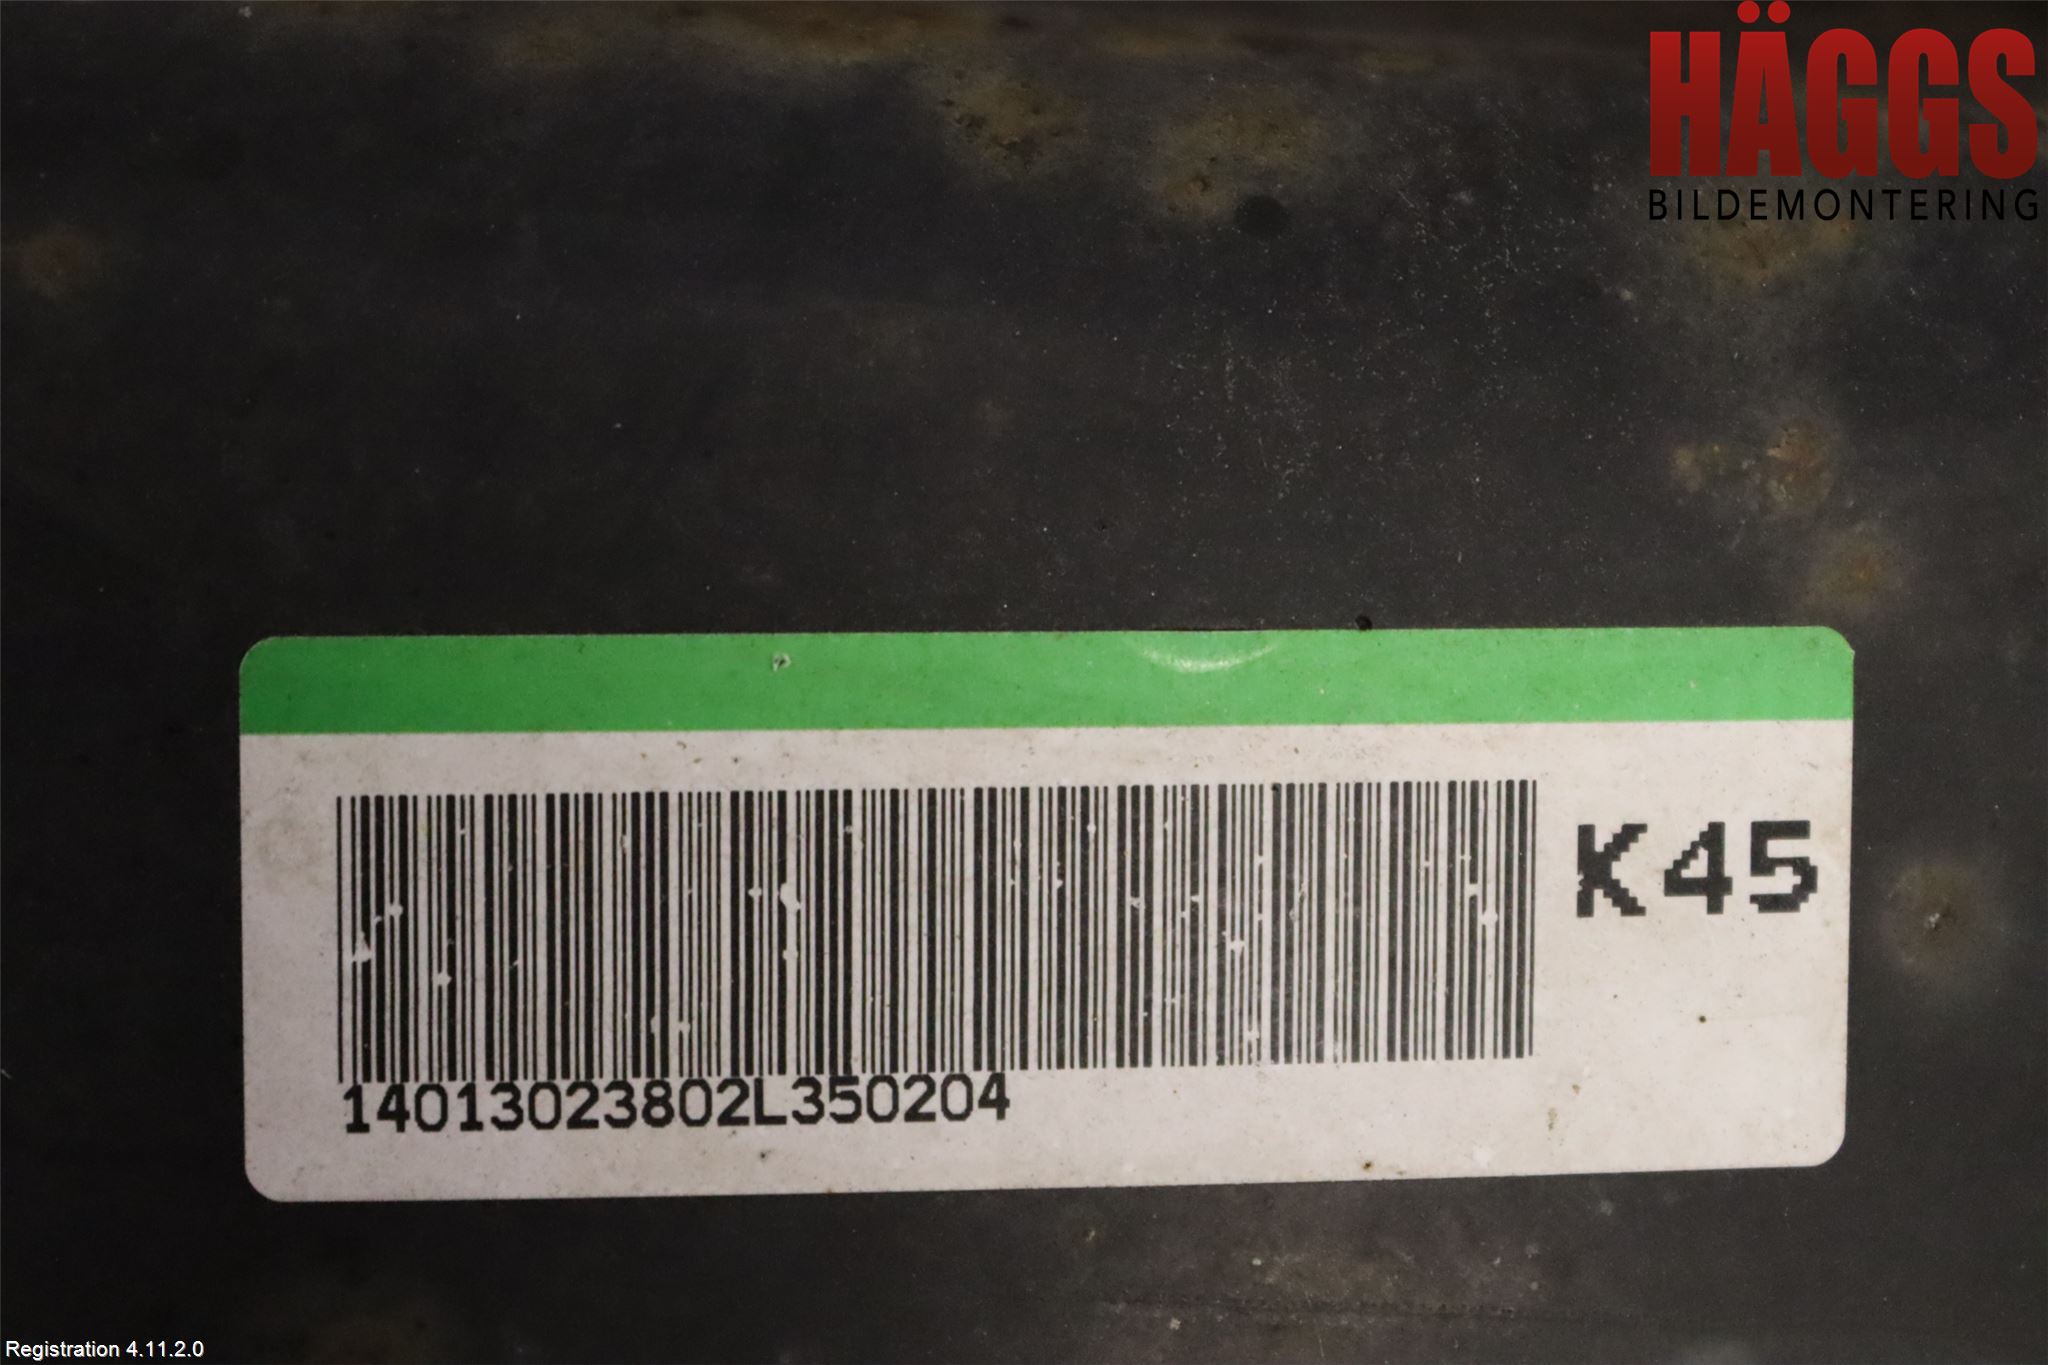 HÄGGS
BILDEMONTERING
K45
14013023802L350204
Registration 4.11.2.0